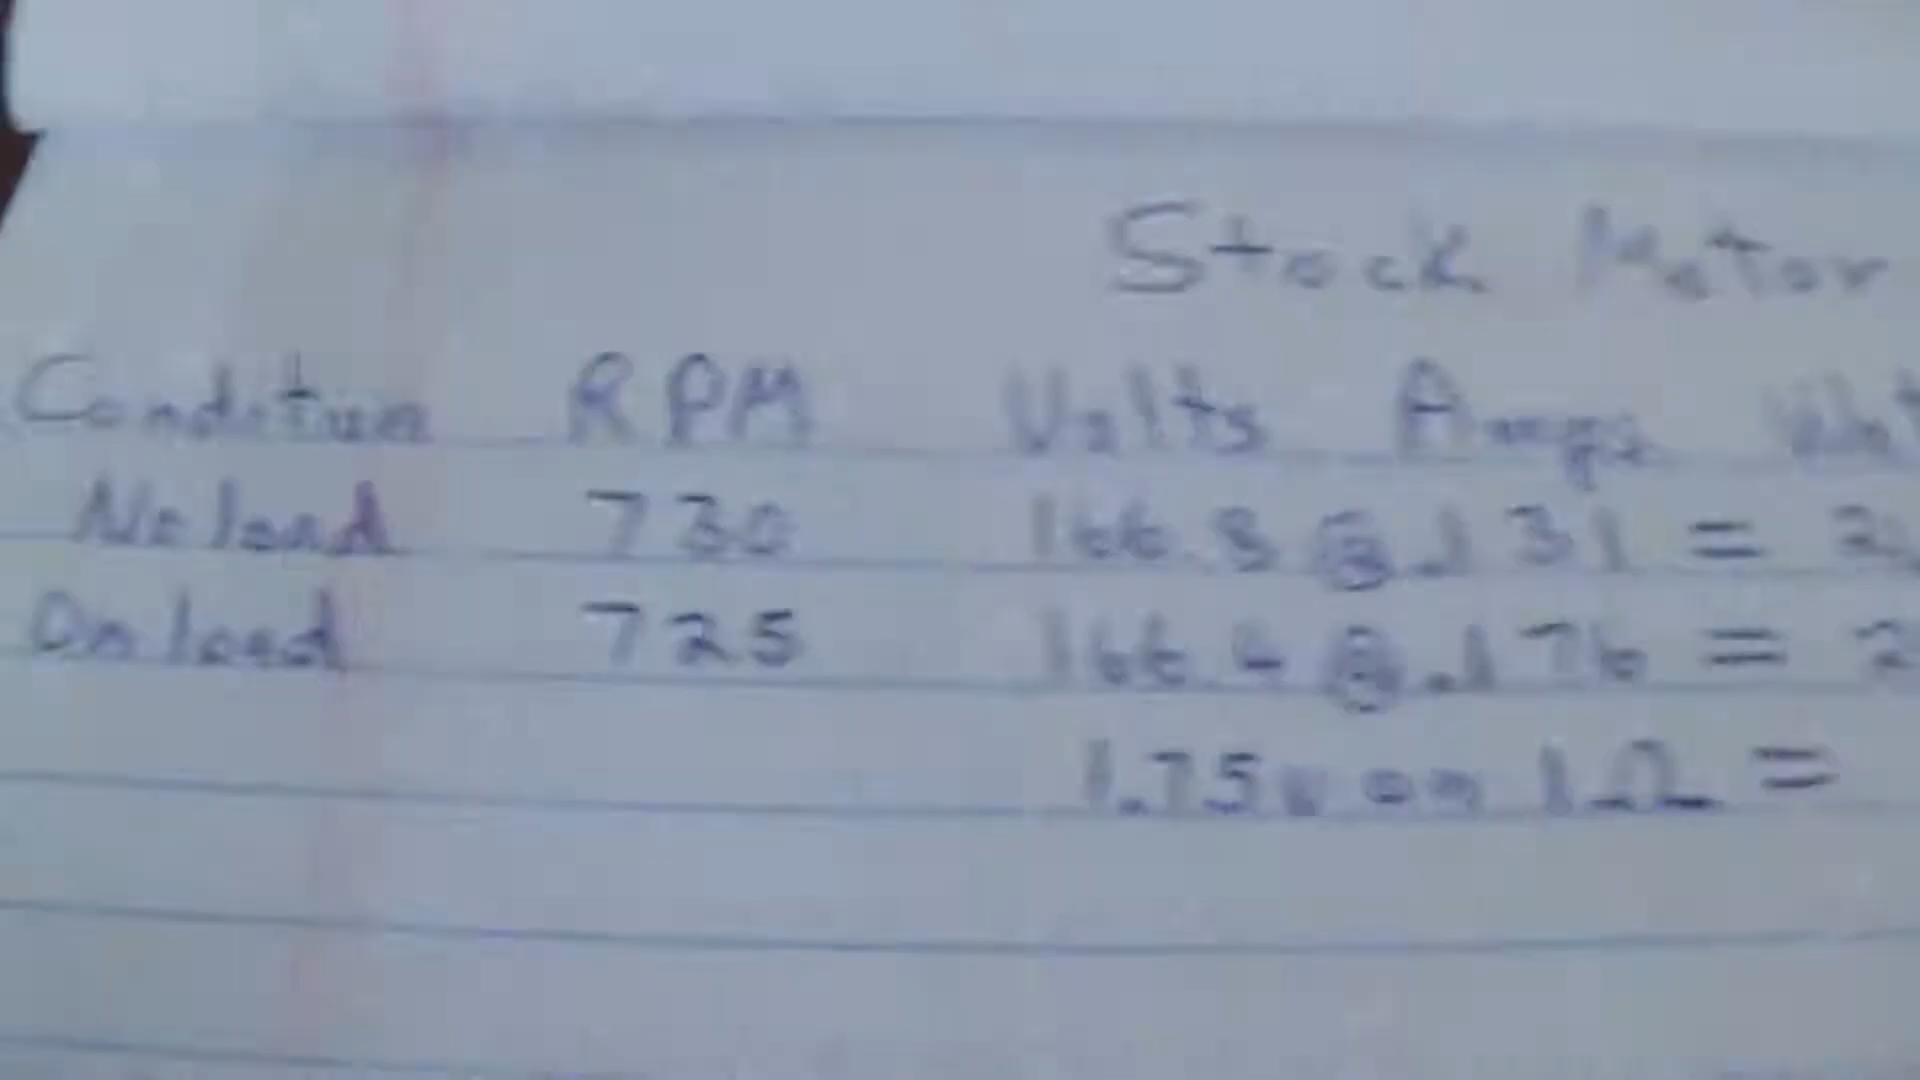 Stock Motor
Condition RPM Volts Amps
No load 730 166.8 @ .131 =
On load 725 166.4 @ .176 =
1.75v on 1Ω =